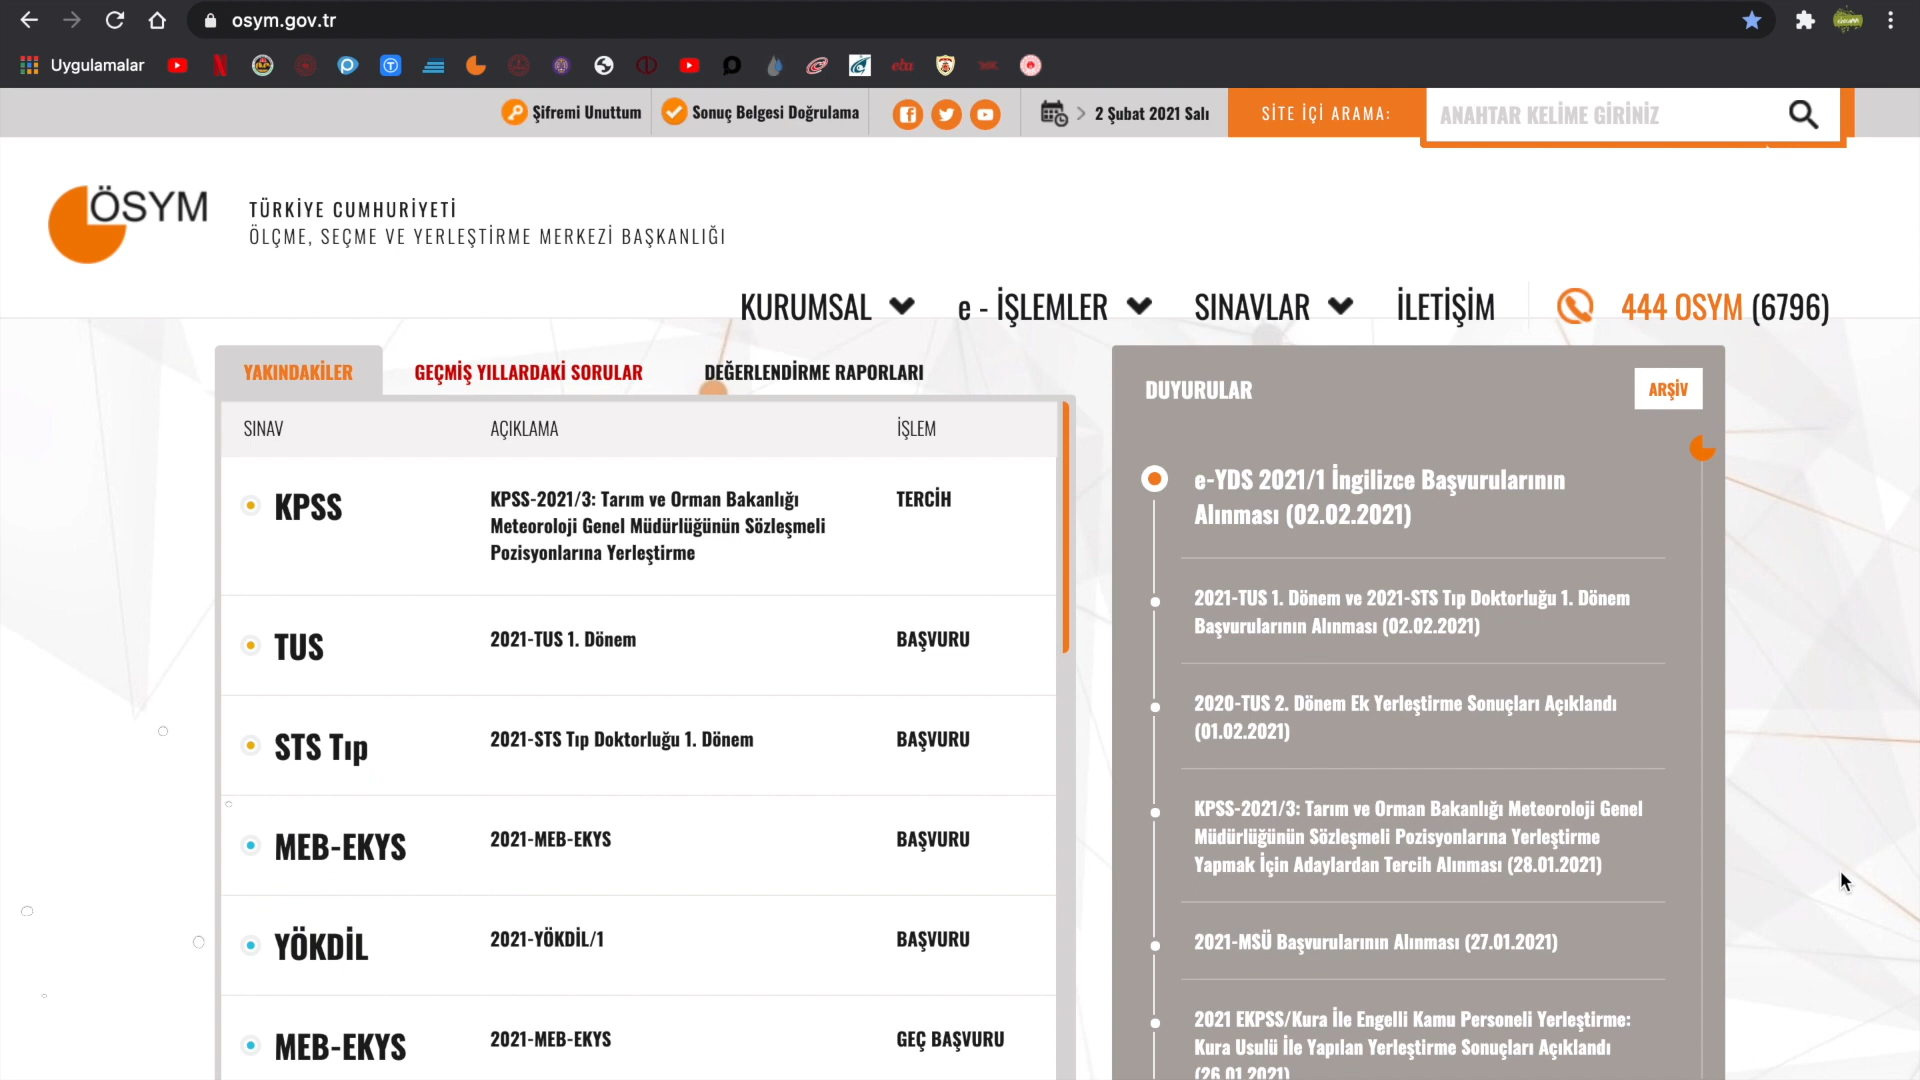 osym.gov.tr
Uygulamalar
Şifremi Unuttum
Sonuç Belgesi Doğrulama
2 Şubat 2021 Salı
SİTE İÇİ ARAMA:
ANAHTAR KELİME GİRİNİZ
ÖSYM
TÜRKİYE CUMHURİYETİ
ÖLÇME, SEÇME VE YERLEŞTİRME MERKEZİ BAŞKANLIĞI
KURUMSAL
e - İŞLEMLER
SINAVLAR
İLETİŞİM
444 OSYM (6796)
YAKINDAKİLER
GEÇMİŞ YILLARDAKİ SORULAR
DEĞERLENDİRME RAPORLARI
SINAV
AÇIKLAMA
İŞLEM
KPSS
KPSS-2021/3: Tarım ve Orman Bakanlığı
Meteoroloji Genel Müdürlüğünün Sözleşmeli
Pozisyonlarına Yerleştirme
TERCİH
TUS
2021-TUS 1. Dönem
BAŞVURU
STS Tıp
2021-STS Tıp Doktorluğu 1. Dönem
BAŞVURU
MEB-EKYS
2021-MEB-EKYS
BAŞVURU
YÖKDİL
2021-YÖKDİL/1
BAŞVURU
MEB-EKYS
2021-MEB-EKYS
GEÇ BAŞVURU
DUYURULAR
ARŞİV
e-YDS 2021/1 İngilizce Başvurularının
Alınması (02.02.2021)
2021-TUS 1. Dönem ve 2021-STS Tıp Doktorluğu 1. Dönem
Başvurularının Alınması (02.02.2021)
2020-TUS 2. Dönem Ek Yerleştirme Sonuçları Açıklandı
(01.02.2021)
KPSS-2021/3: Tarım ve Orman Bakanlığı Meteoroloji Genel
Müdürlüğünün Sözleşmeli Pozisyonlarına Yerleştirme
Yapmak İçin Adaylardan Tercih Alınması (28.01.2021)
2021-MSÜ Başvurularının Alınması (27.01.2021)
2021 EKPSS/Kura İle Engelli Kamu Personeli Yerleştirme:
Kura Usulü İle Yapılan Yerleştirme Sonuçları Açıklandı
(26.01.2021)